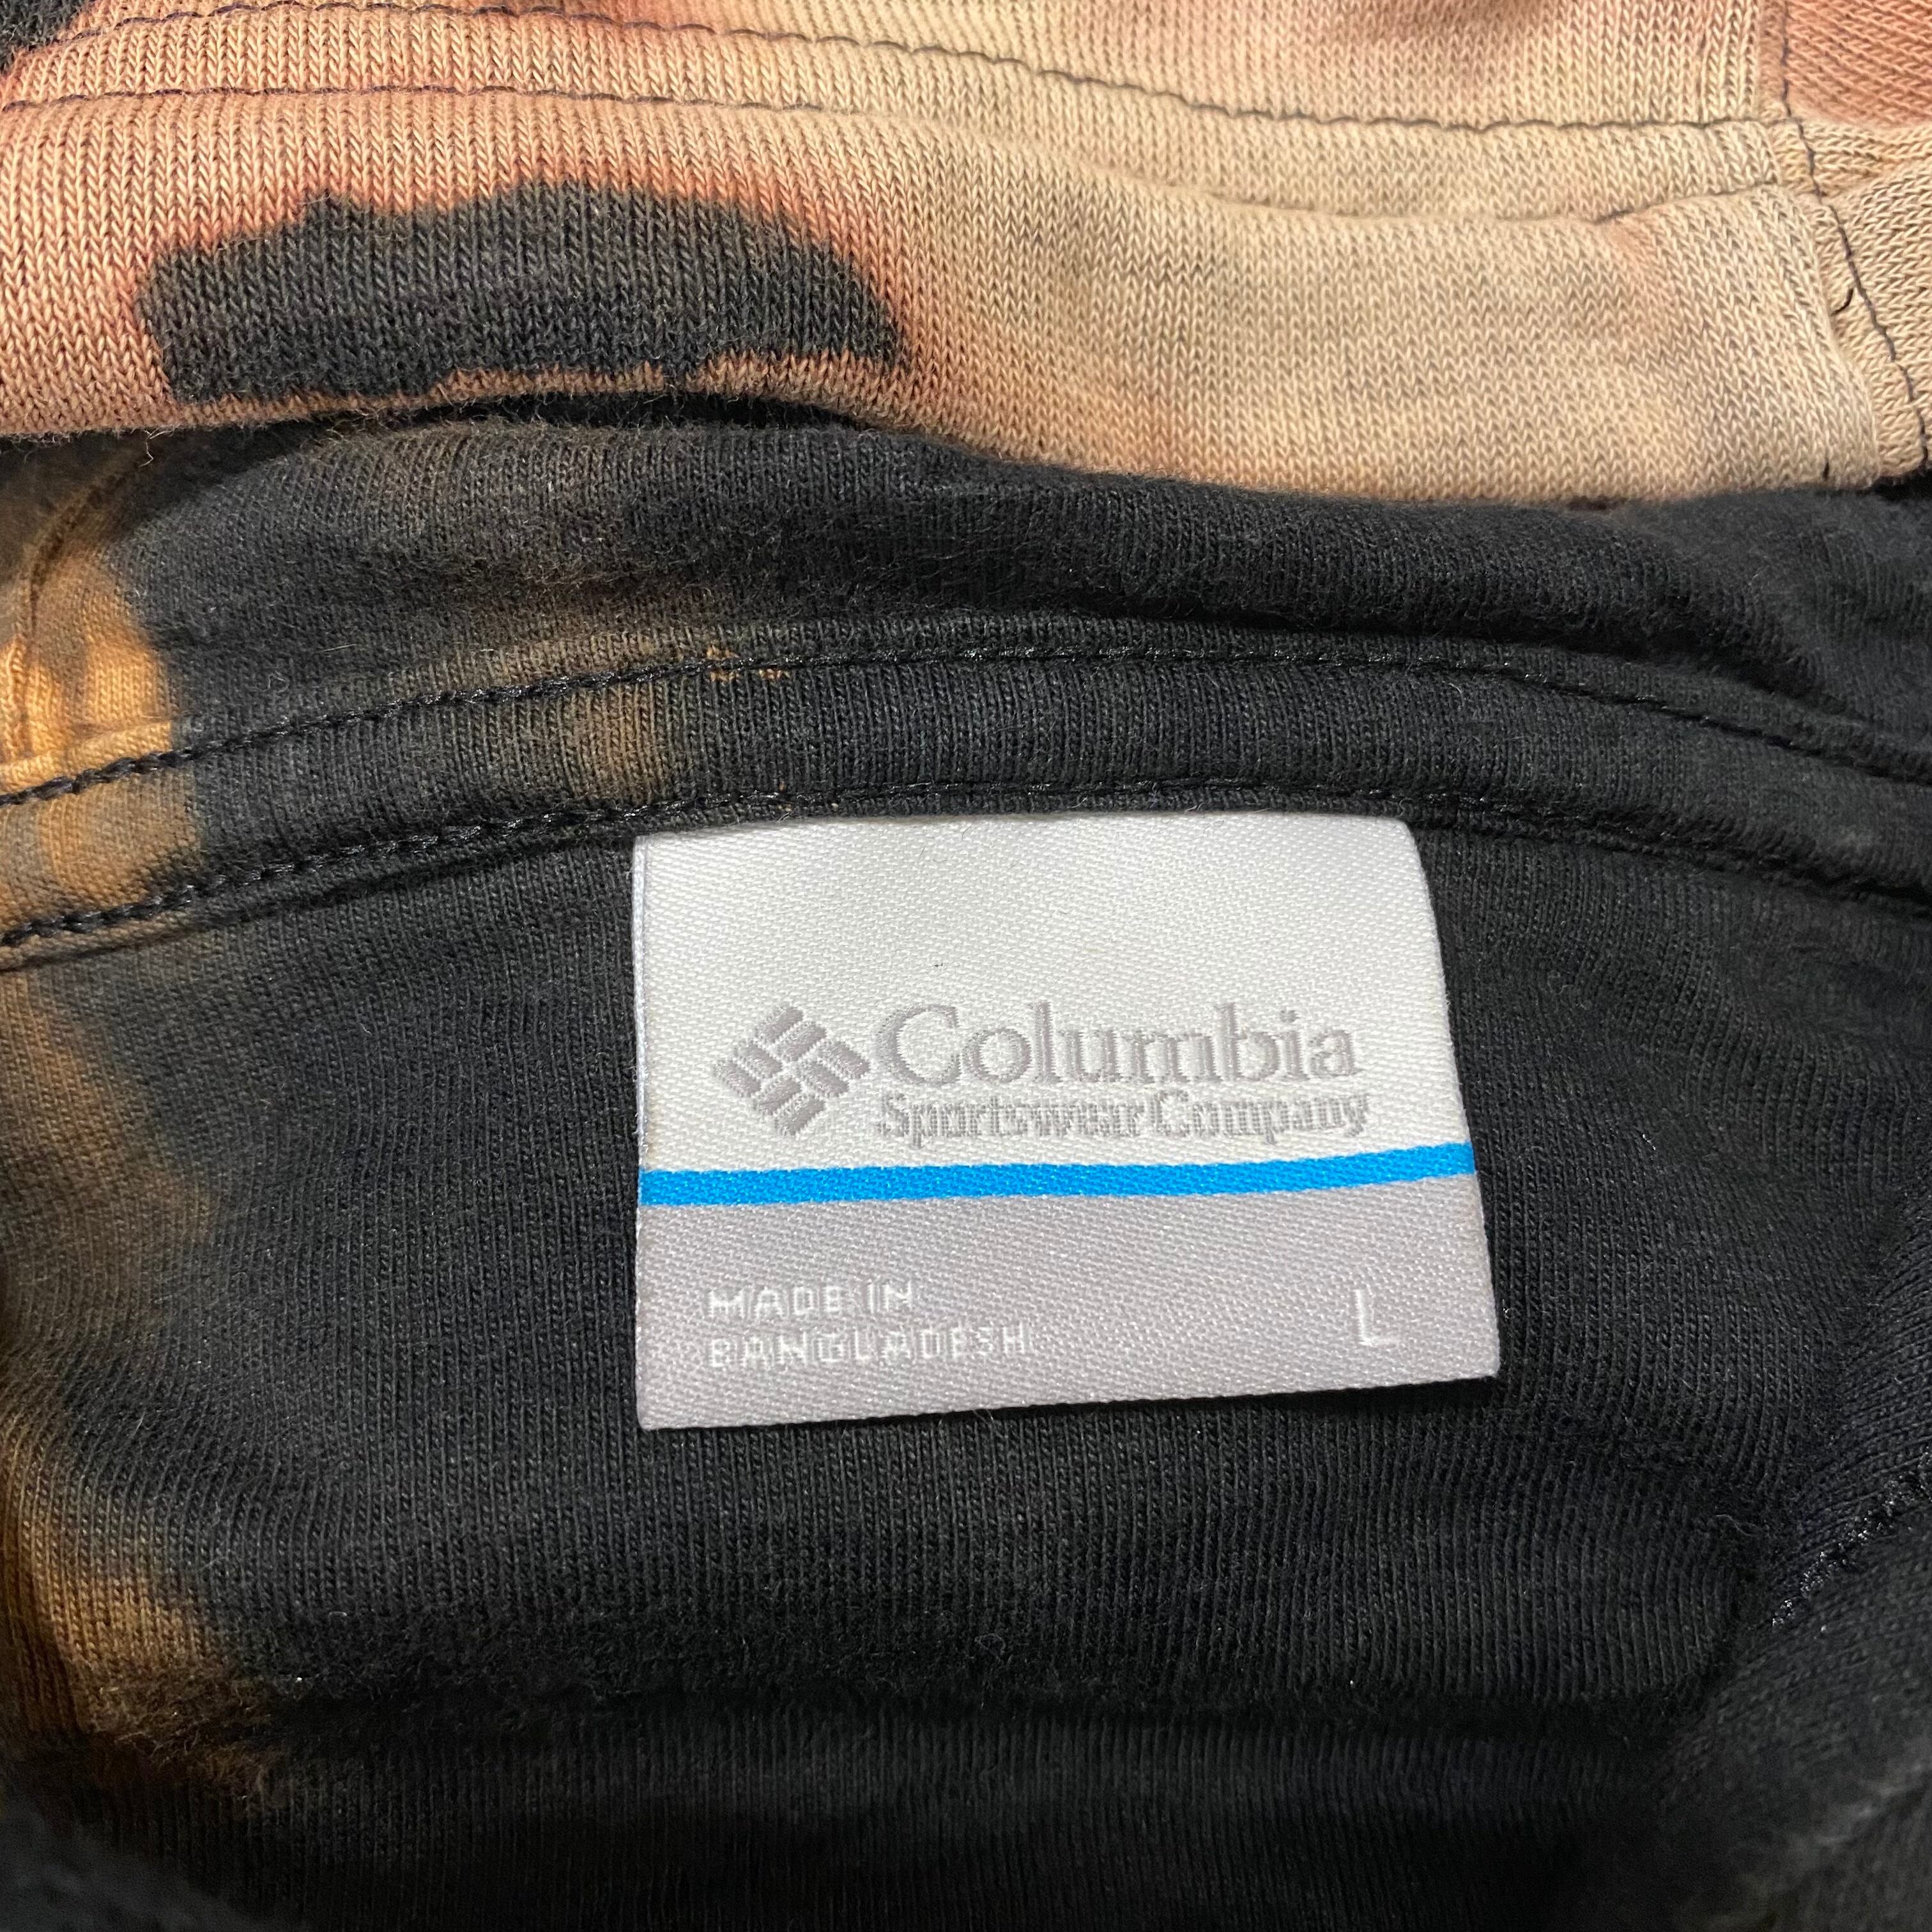 Columbia
Sportswear Company
MADE IN
BANGLADESH
L